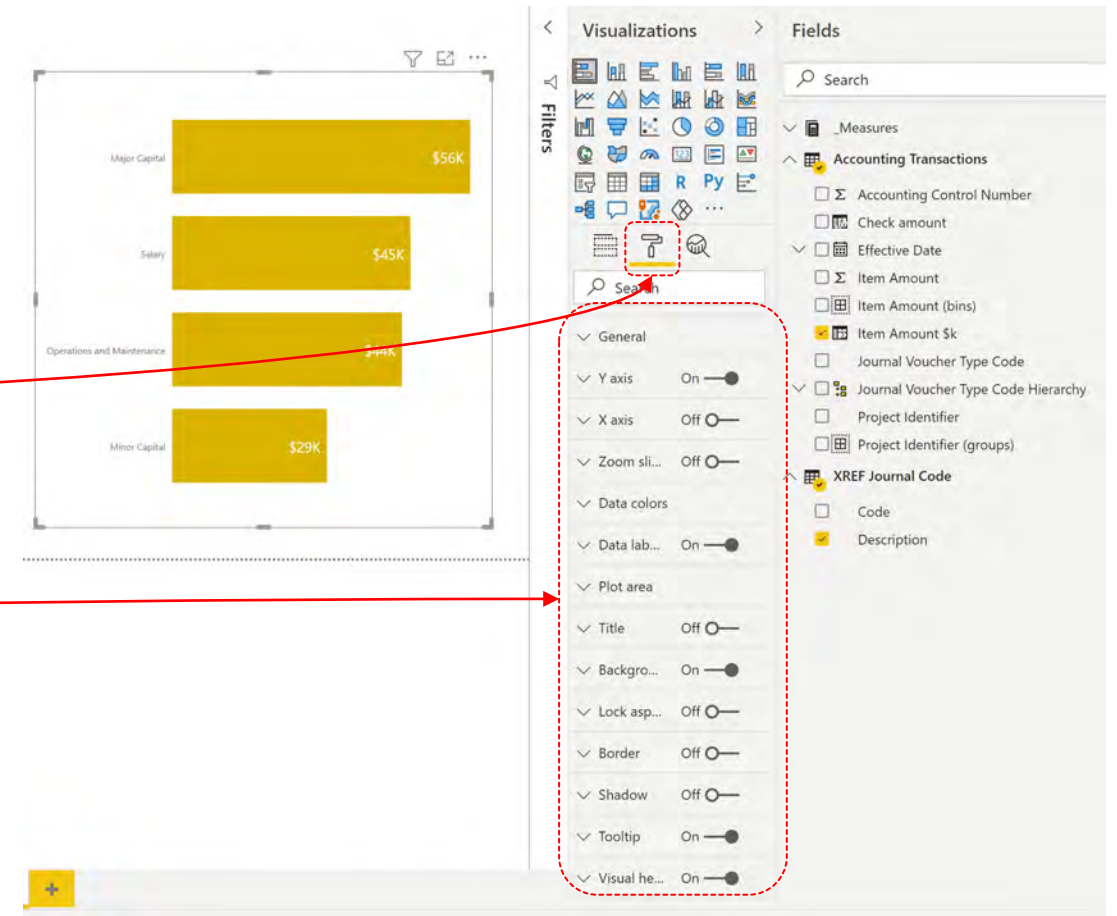 Visualizations
Fields
Search
Filters
R
Py
123
Search
General
Y axis On
X axis Off
Zoom sli... Off
Data colors
Data lab... On
Plot area
Title Off
Backgro... On
Lock asp... Off
Border Off
Shadow Off
Tooltip On
Visual he... On
_Measures
Accounting Transactions
Accounting Control Number
Check amount
Effective Date
Item Amount
Item Amount (bins)
Item Amount $k
Journal Voucher Type Code
Journal Voucher Type Code Hierarchy
Project Identifier
Project Identifier (groups)
XREF Journal Code
Code
Description
Major Capital $56K
Salary $45K
Operations and Maintenance $44K
Minor Capital $29K